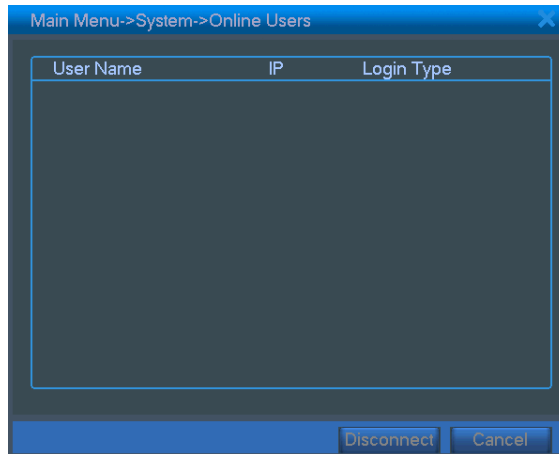 Main Menu->System->Online Users
User Name IP Login Type
Disconnect Cancel